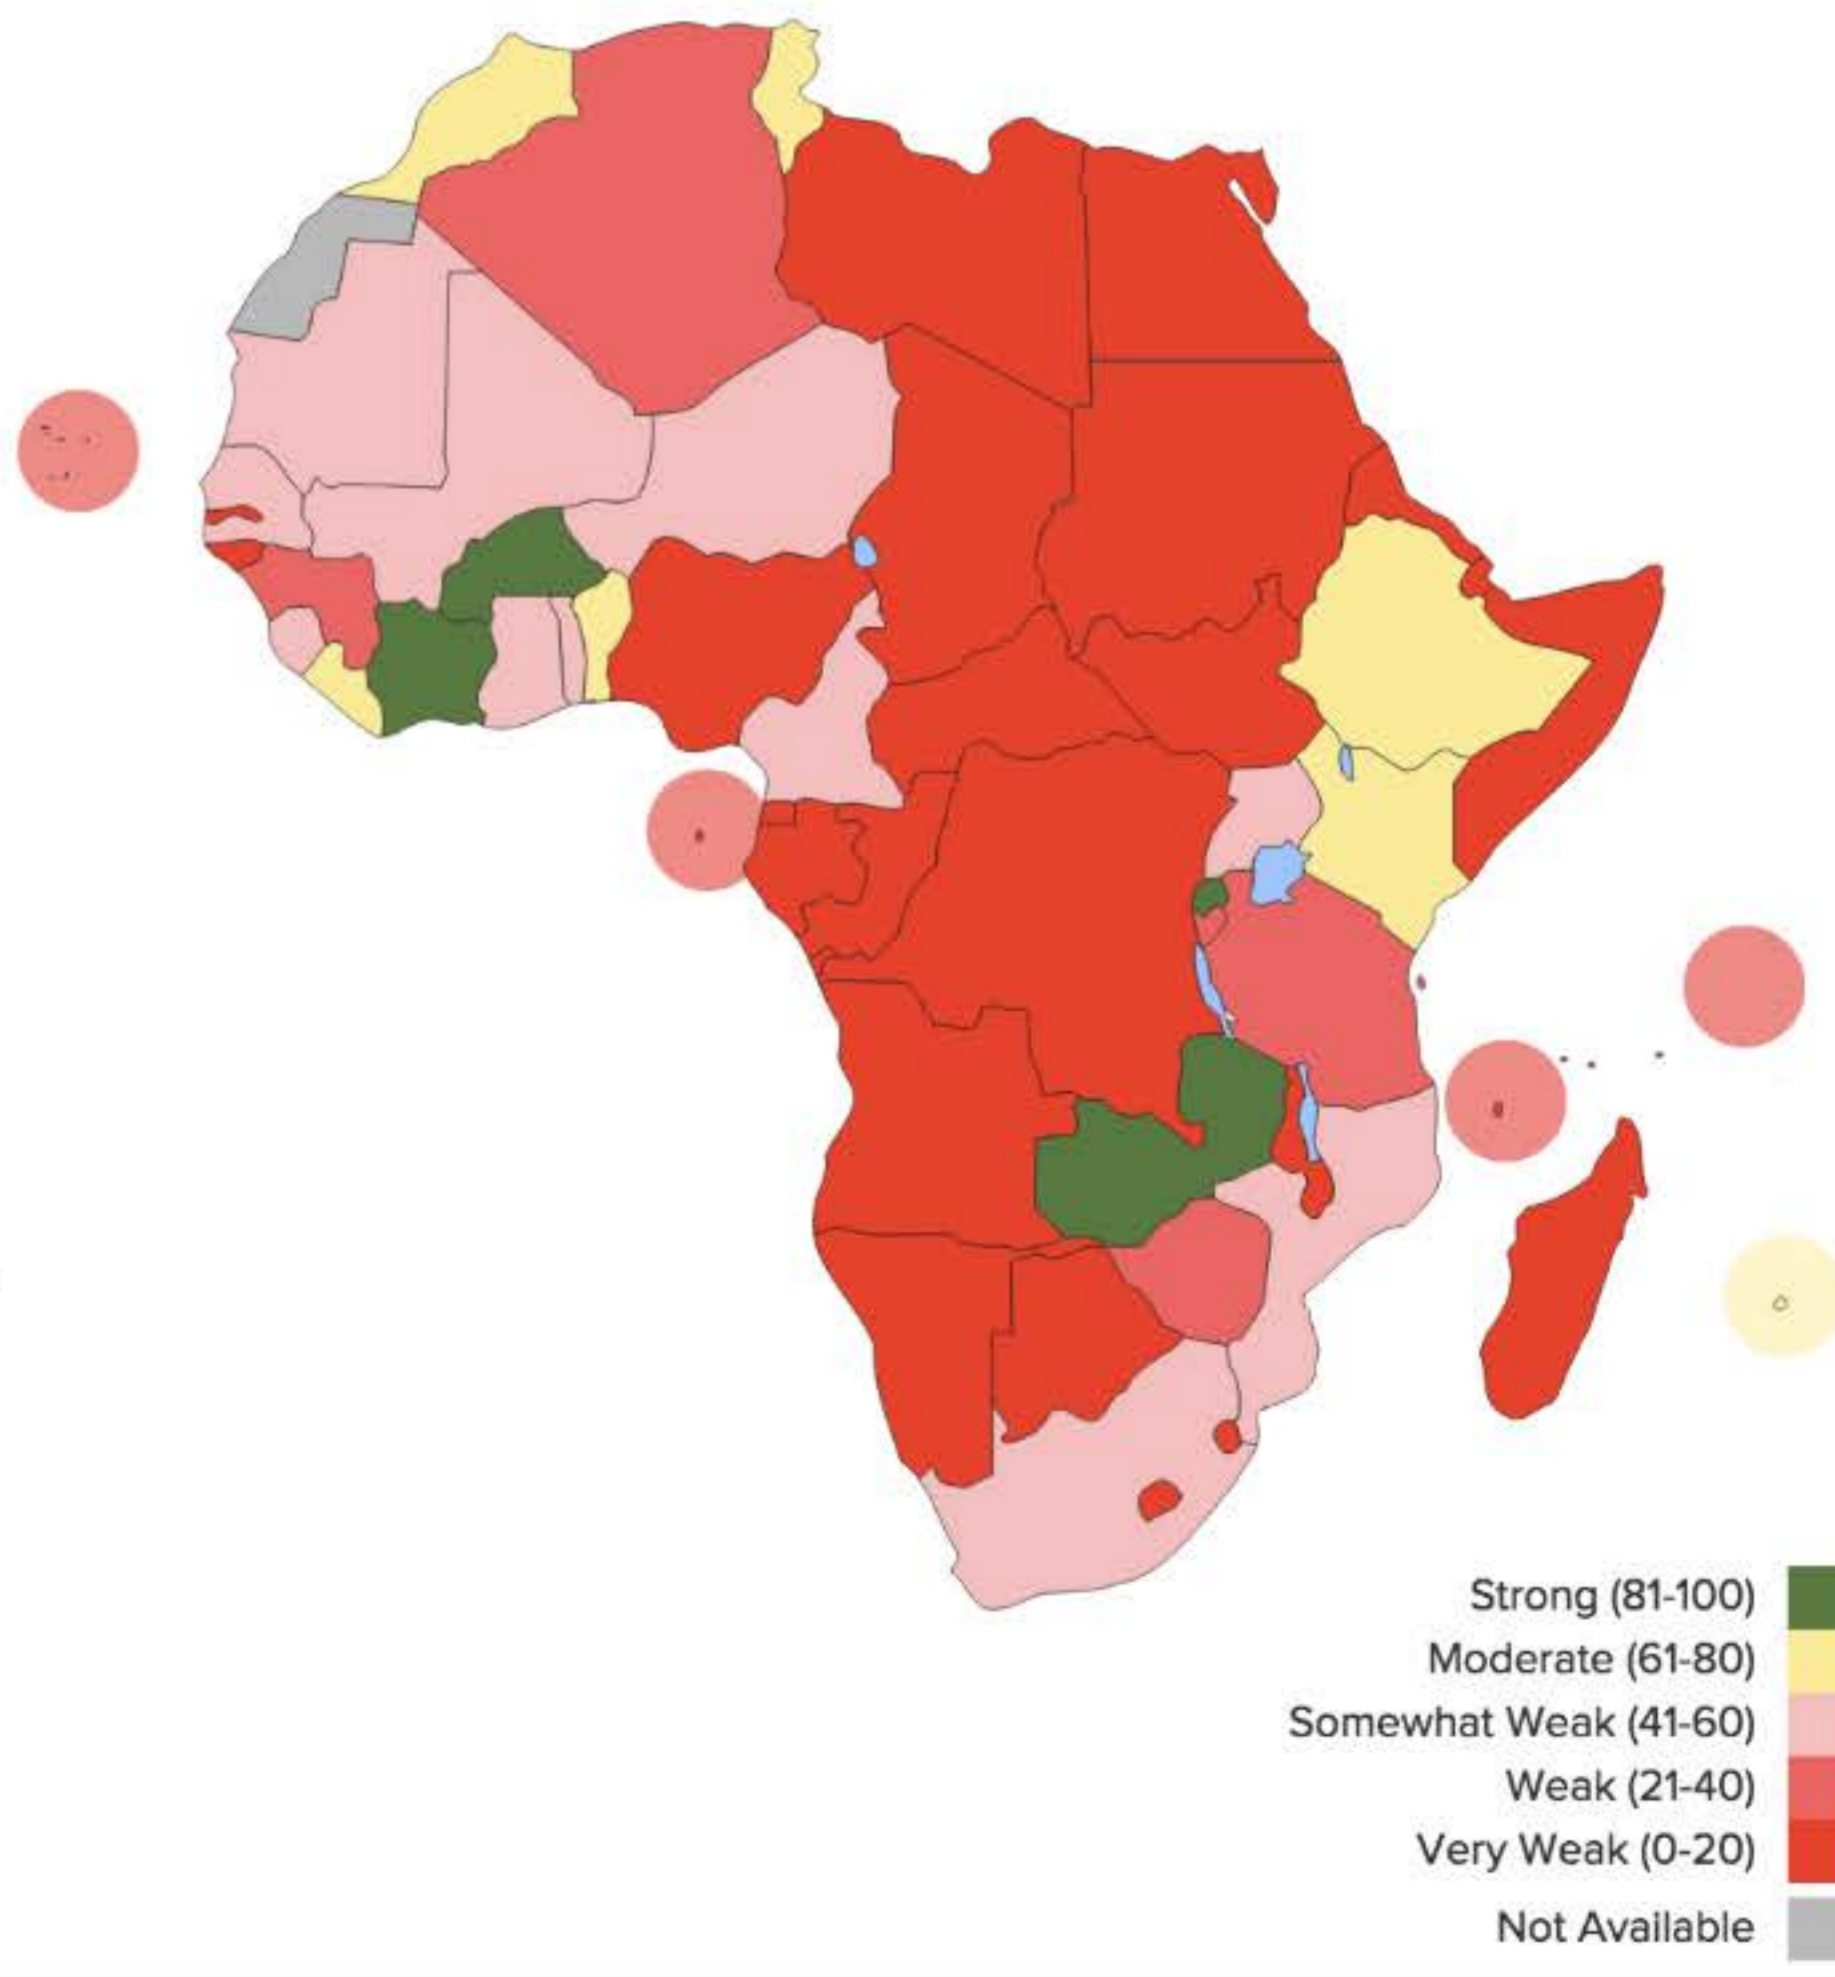 Strong (81-100)
Moderate (61-80)
Somewhat Weak (41-60)
Weak (21-40)
Very Weak (0-20)
Not Available